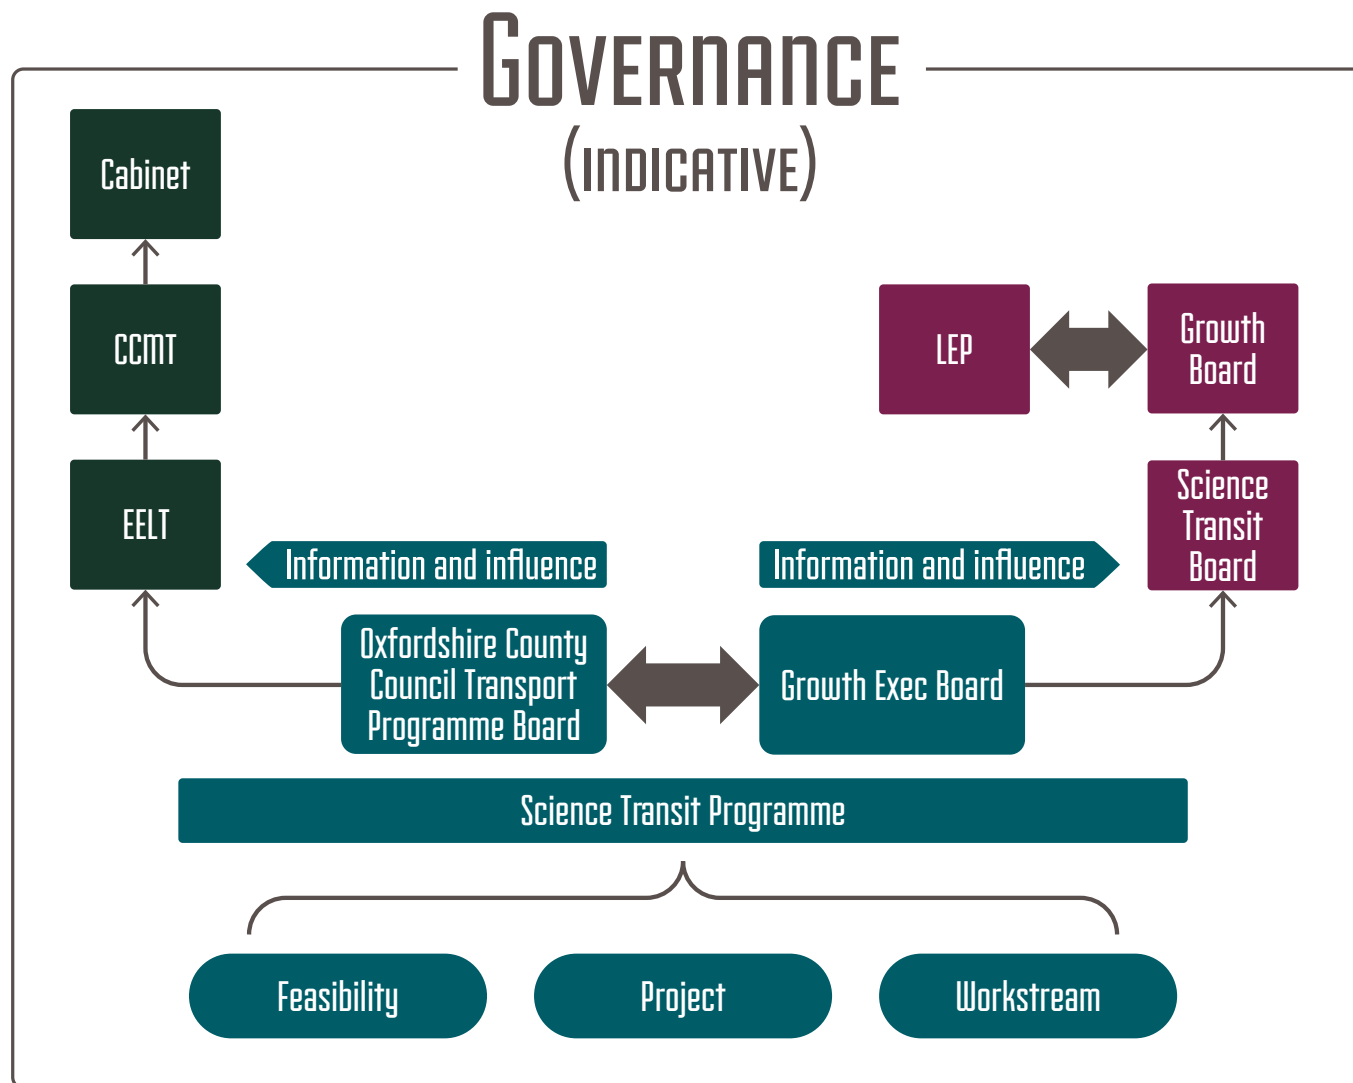 GOVERNANCE
(INDICATIVE)
Cabinet
CCMT
EELT
LEP
Growth
Board
Science
Transit
Board
Information and influence
Information and influence
Oxfordshire County
Council Transport
Programme Board
Growth Exec Board
Science Transit Programme
Feasibility
Project
Workstream